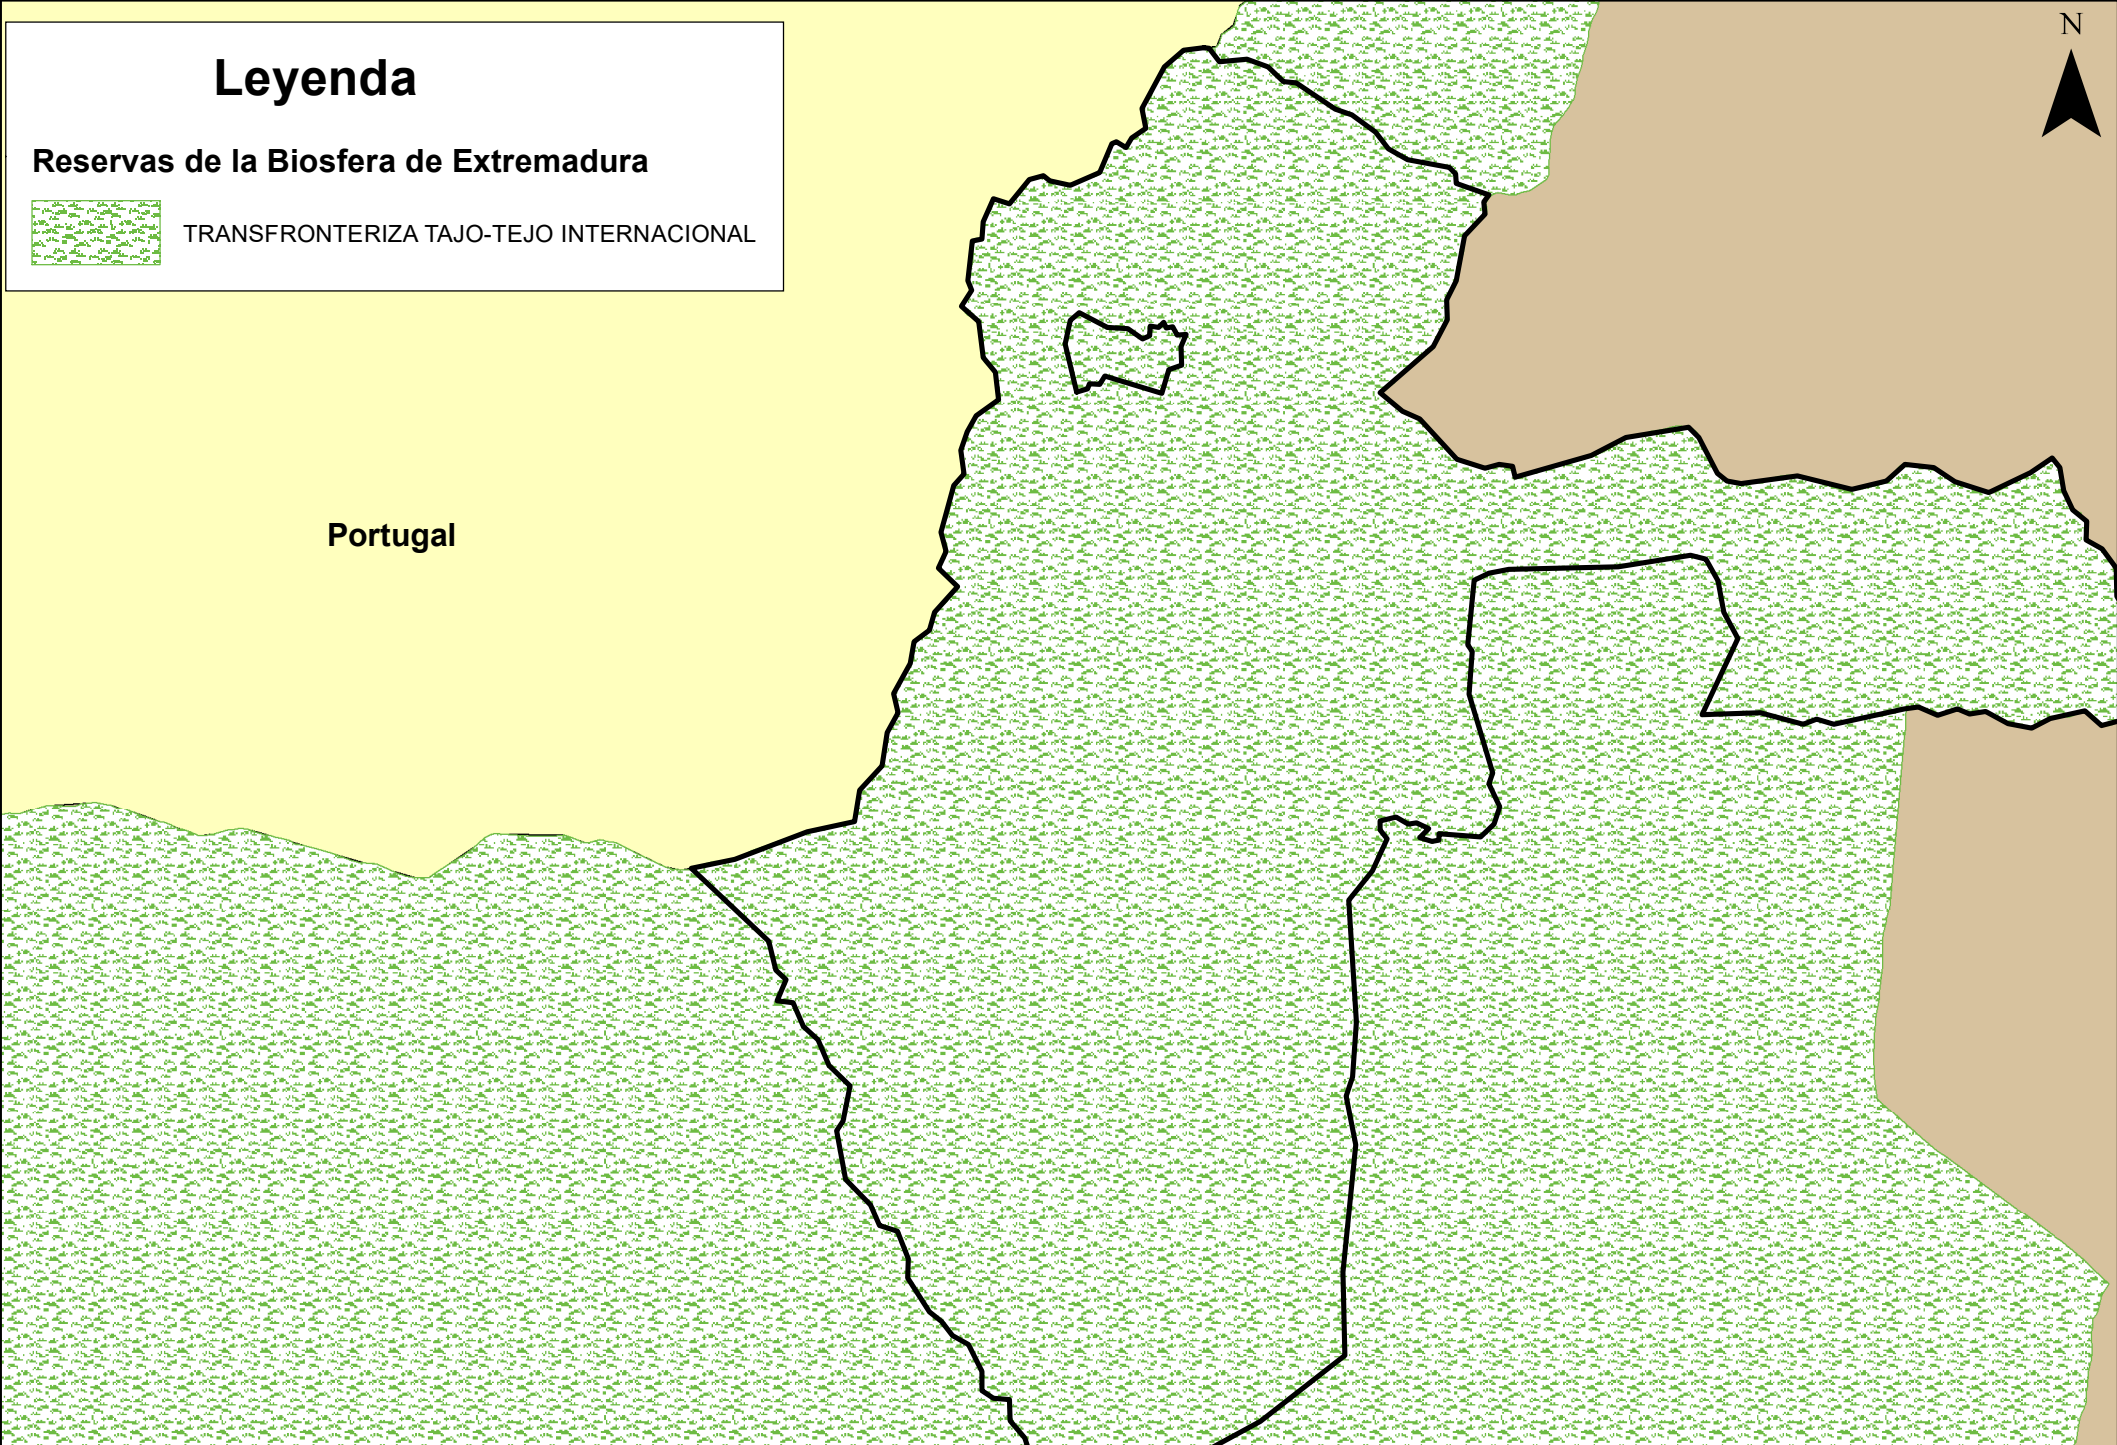 Leyenda
Reservas de la Biosfera de Extremadura
TRANSFRONTERIZA TAJO-TEJO INTERNACIONAL
N
Portugal